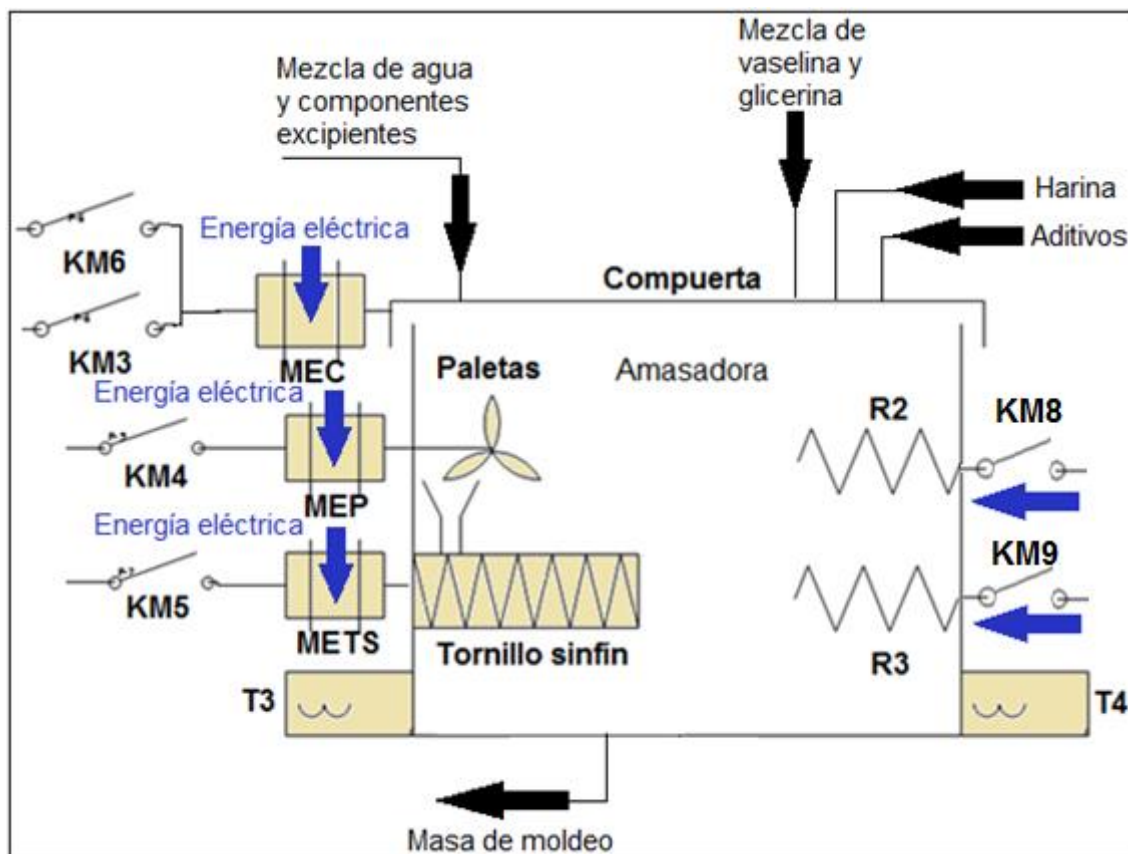 Mezcla de agua
y componentes
excipientes
Mezcla de
vaselina y
glicerina
Harina
Aditivos
Energía eléctrica
KM6
Compuerta
KM3
MEC
Paletas
Amasadora
Energía eléctrica
R2
KM8
KM4
MEP
Energía eléctrica
KM9
KM5
METS
Tornillo sinfín
R3
T3
T4
Masa de moldeo